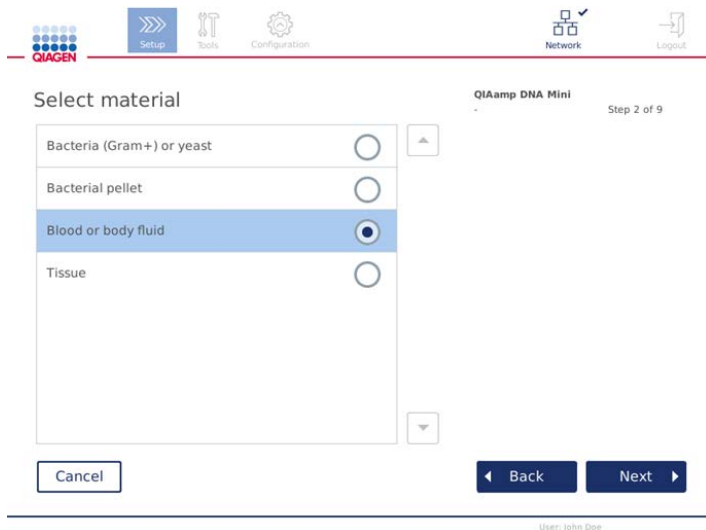 QIAGEN
Setup
Tools
Configuration
Network
Logout
Select material
QIAamp DNA Mini
-
Step 2 of 9
Bacteria (Gram+) or yeast
Bacterial pellet
Blood or body fluid
Tissue
Cancel
Back
Next
User: John Doe